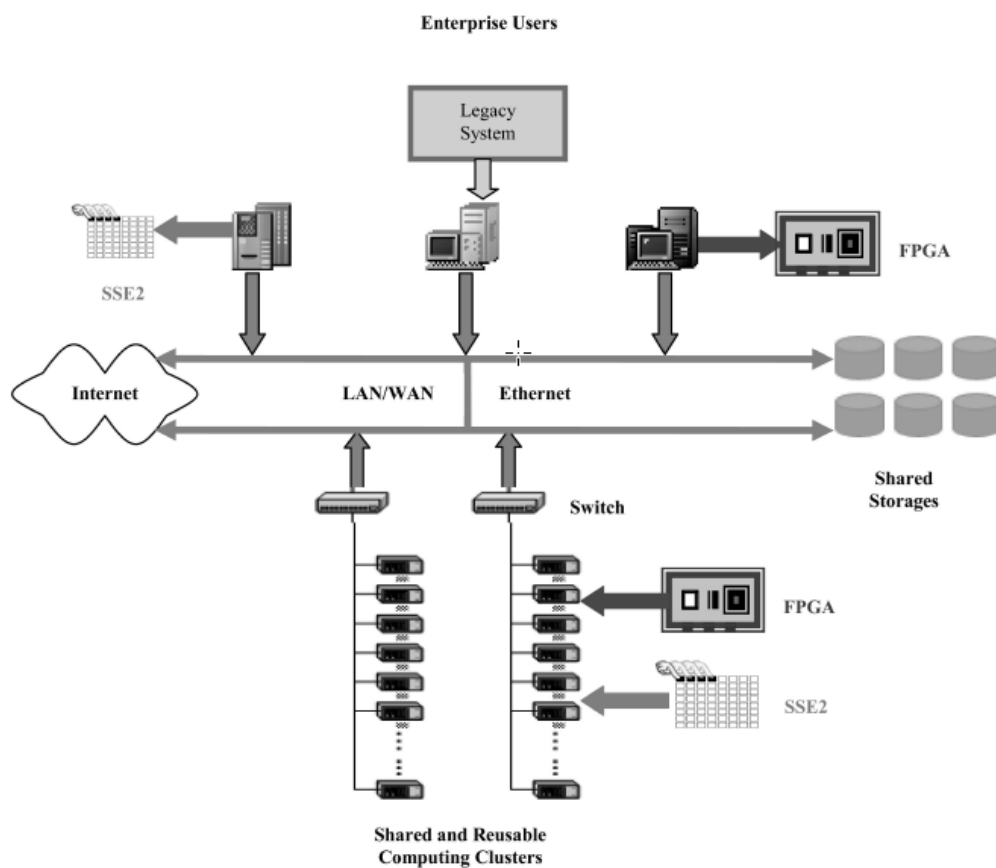 Enterprise Users
Legacy
System
SSE2
FPGA
Internet
LAN/WAN
Ethernet
Shared
Storages
Switch
FPGA
SSE2
Shared and Reusable
Computing Clusters